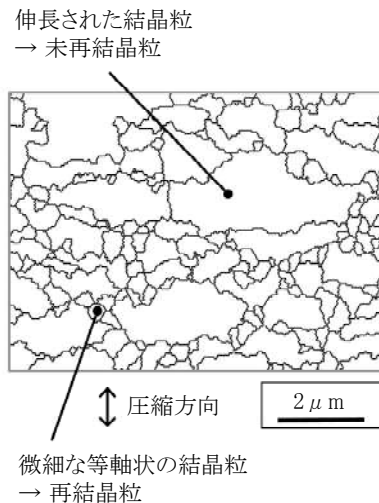 伸長された結晶粒
→ 未再結晶粒
圧縮方向
2μm
微細な等軸状の結晶粒
→ 再結晶粒